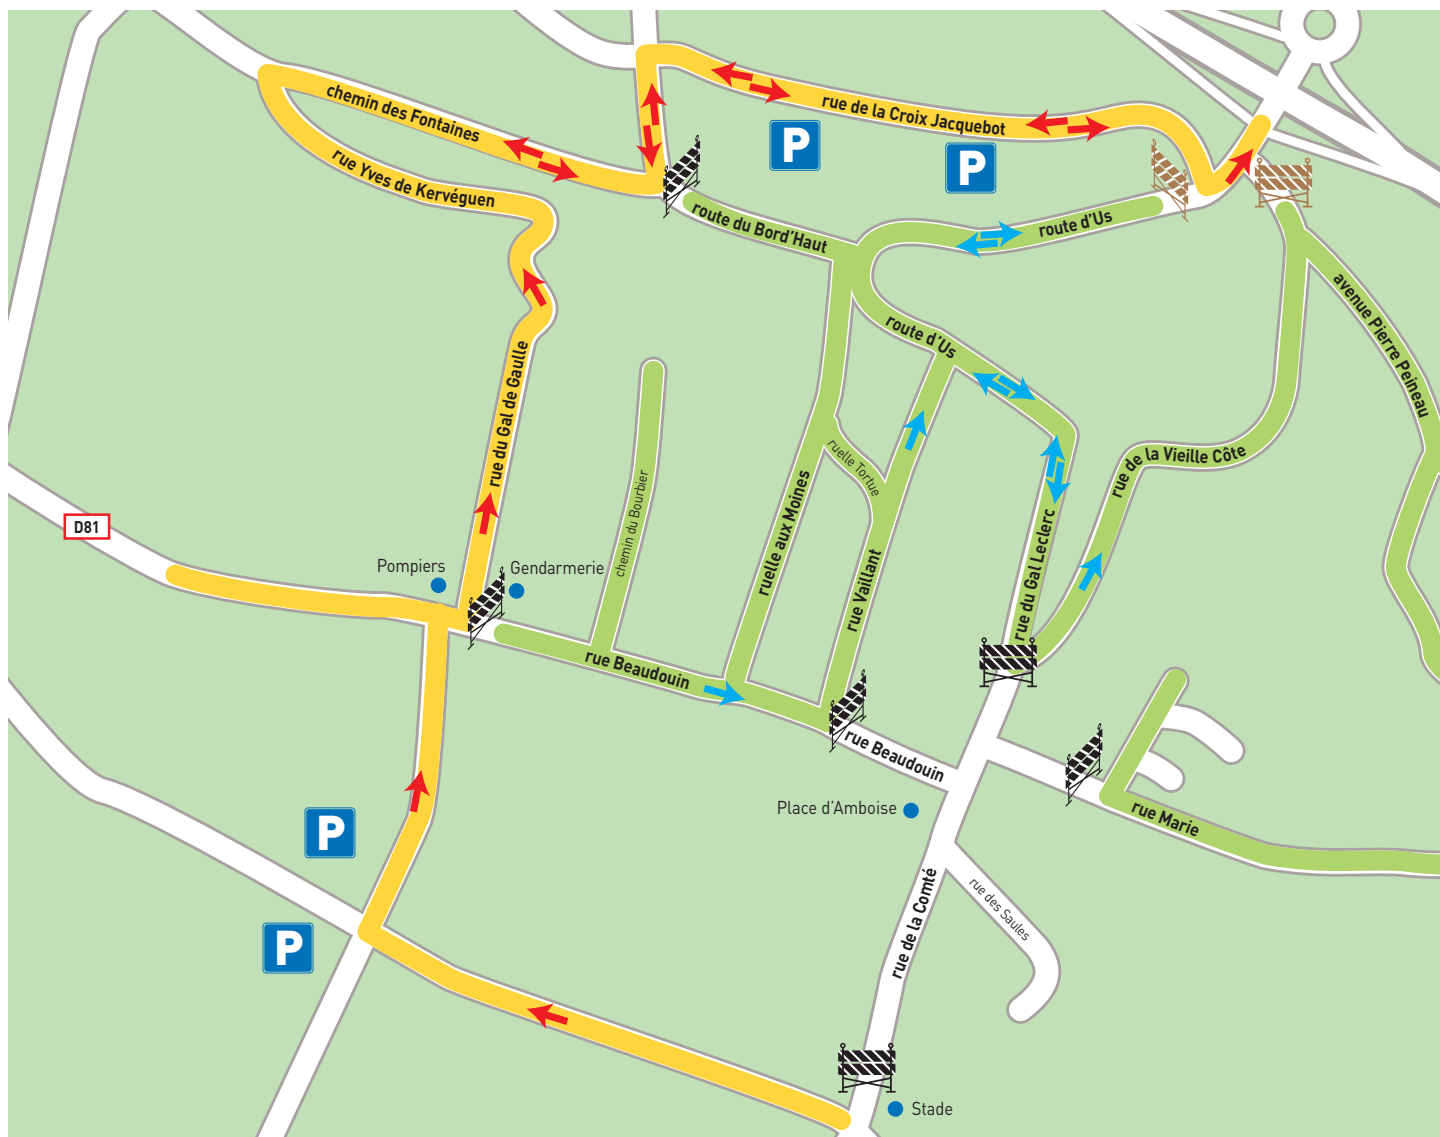 chemin des Fontaines
rue de la Croix Jacquebot
P
P
rue Yves de Kervéguen
route du Bord'Haut
route d'Us
avenue Pierre Peineau
route d'Us
rue du Gal de Gaulle
ruelle Tortue
rue de la Vieille Côte
chemin du Bourbier
ruelle aux Moines
D81
rue du Gal Leclerc
rue Vaillant
Pompiers
Gendarmerie
rue Beaudouin
rue Beaudouin
Place d'Amboise
rue Marie
P
rue de la Comté
rue des Saules
P
Stade